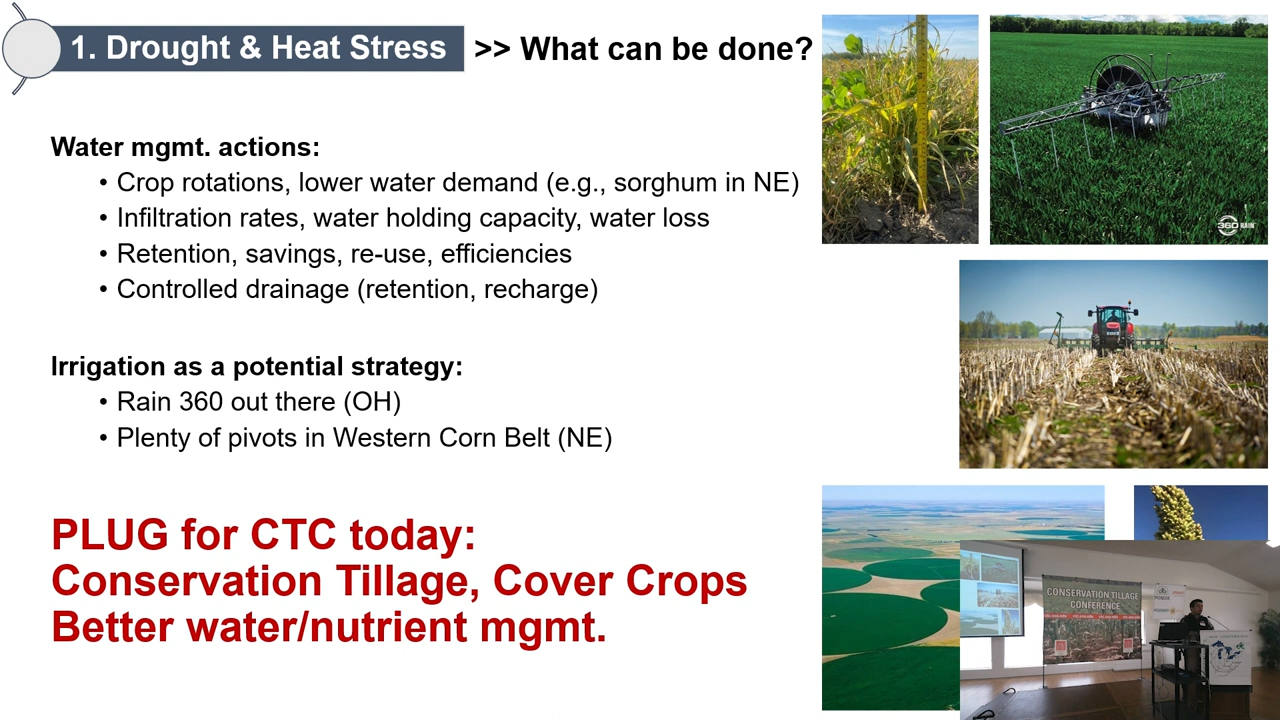 1. Drought & Heat Stress >> What can be done?
Water mgmt. actions:
• Crop rotations, lower water demand (e.g., sorghum in NE)
• Infiltration rates, water holding capacity, water loss
• Retention, savings, re-use, efficiencies
• Controlled drainage (retention, recharge)
Irrigation as a potential strategy:
• Rain 360 out there (OH)
• Plenty of pivots in Western Corn Belt (NE)
PLUG for CTC today:
Conservation Tillage, Cover Crops
Better water/nutrient mgmt.
360 RAIN
CONSERVATION TILLAGE
CONFERENCE